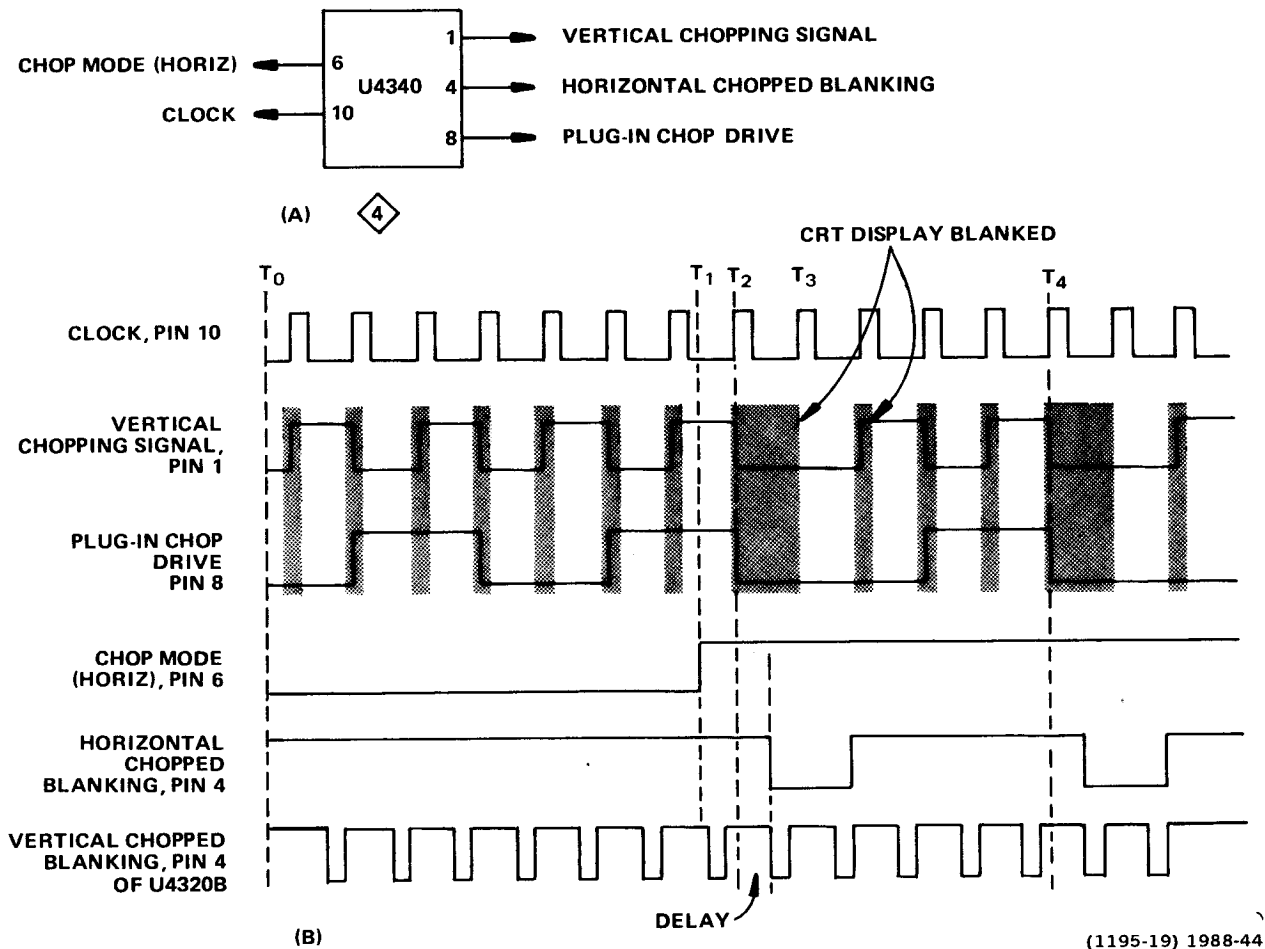 1 VERTICAL CHOPPING SIGNAL
CHOP MODE (HORIZ) 6
U4340 4 HORIZONTAL CHOPPED BLANKING
CLOCK 10
8 PLUG-IN CHOP DRIVE
(A) 4
CRT DISPLAY BLANKED
T0 T1 T2 T3 T4
CLOCK, PIN 10
VERTICAL
CHOPPING SIGNAL,
PIN 1
PLUG-IN CHOP
DRIVE
PIN 8
CHOP MODE
(HORIZ), PIN 6
HORIZONTAL
CHOPPED
BLANKING, PIN 4
VERTICAL CHOPPED
BLANKING, PIN 4
OF U4320B
DELAY
(B)
(1195-19) 1988-44